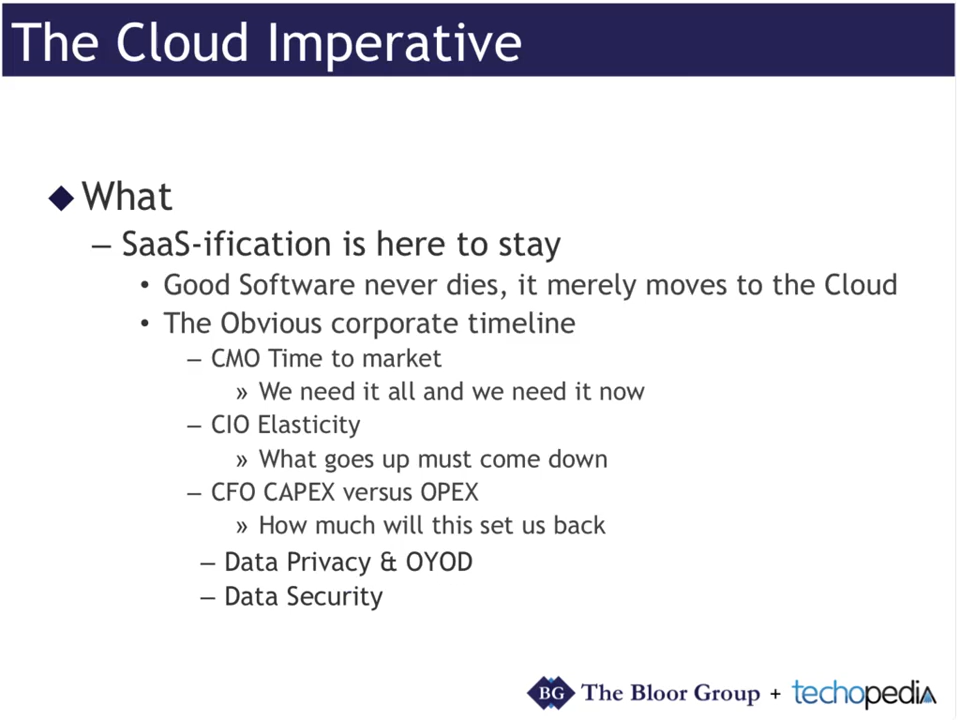 The Cloud Imperative
◆ What
– SaaS-ification is here to stay
• Good Software never dies, it merely moves to the Cloud
• The Obvious corporate timeline
– CMO Time to market
» We need it all and we need it now
– CIO Elasticity
» What goes up must come down
– CFO CAPEX versus OPEX
» How much will this set us back
– Data Privacy & OYOD
– Data Security
BG The Bloor Group + techopedia